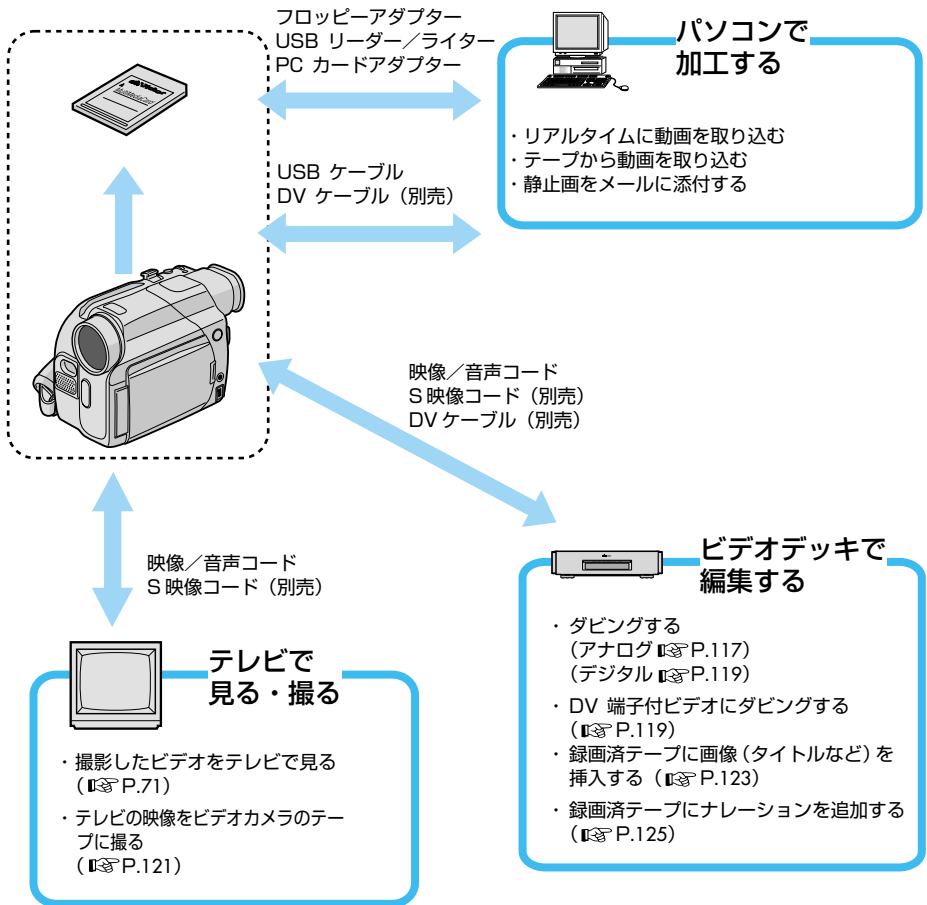 フロッピーアダプター
USB リーダー／ライター
PC カードアダプター
パソコンで
加工する
・リアルタイムに動画を取り込む
・テープから動画を取り込む
・静止画をメールに添付する
USB ケーブル
DV ケーブル（別売）
映像／音声コード
S映像コード（別売）
DVケーブル（別売）
映像／音声コード
S映像コード（別売）
テレビで
見る・撮る
・撮影したビデオをテレビで見る
（☞P.71）
・テレビの映像をビデオカメラのテー
プに撮る
（☞P.121）
ビデオデッキで
編集する
・ダビングする
（アナログ☞P.117）
（デジタル☞P.119）
・DV 端子付ビデオにダビングする
（☞P.119）
・録画済テープに画像（タイトルなど）を
挿入する（☞P.123）
・録画済テープにナレーションを追加する
（☞P.125）